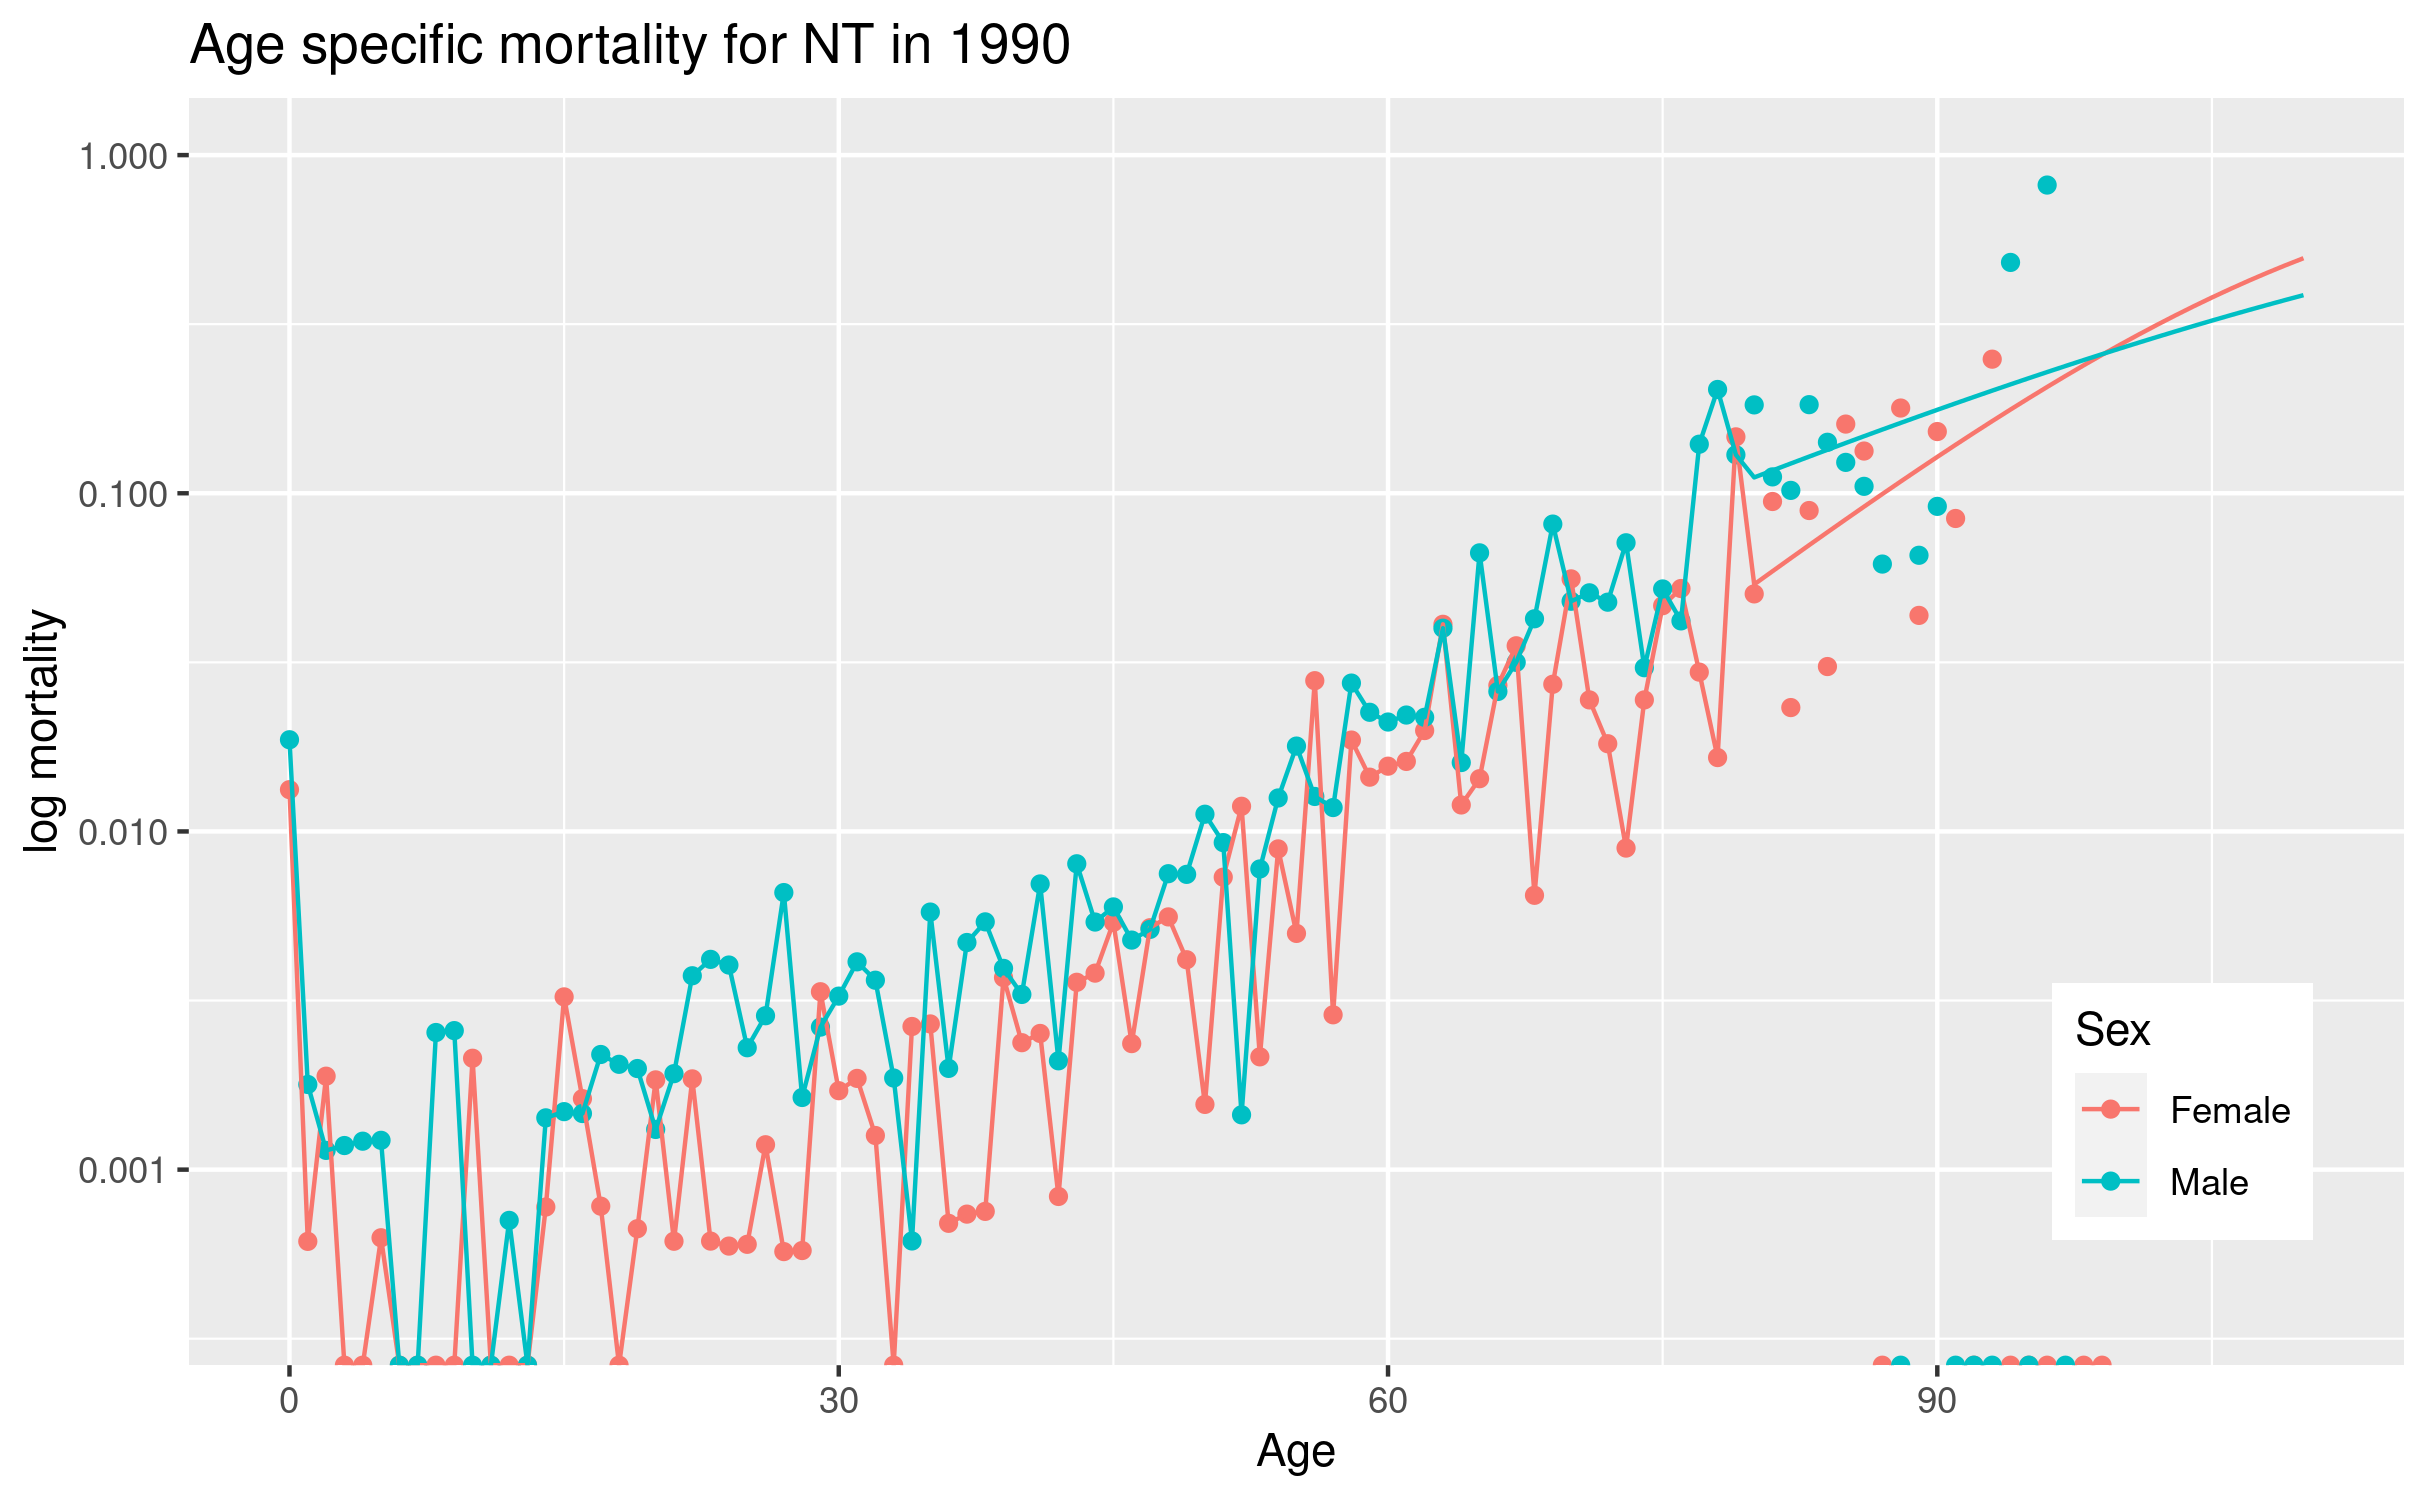 Age specific mortality for NT in 1990
1.000
0.100
0.010
0.001
log mortality
0 30 60 90
Age
Sex
Female
Male